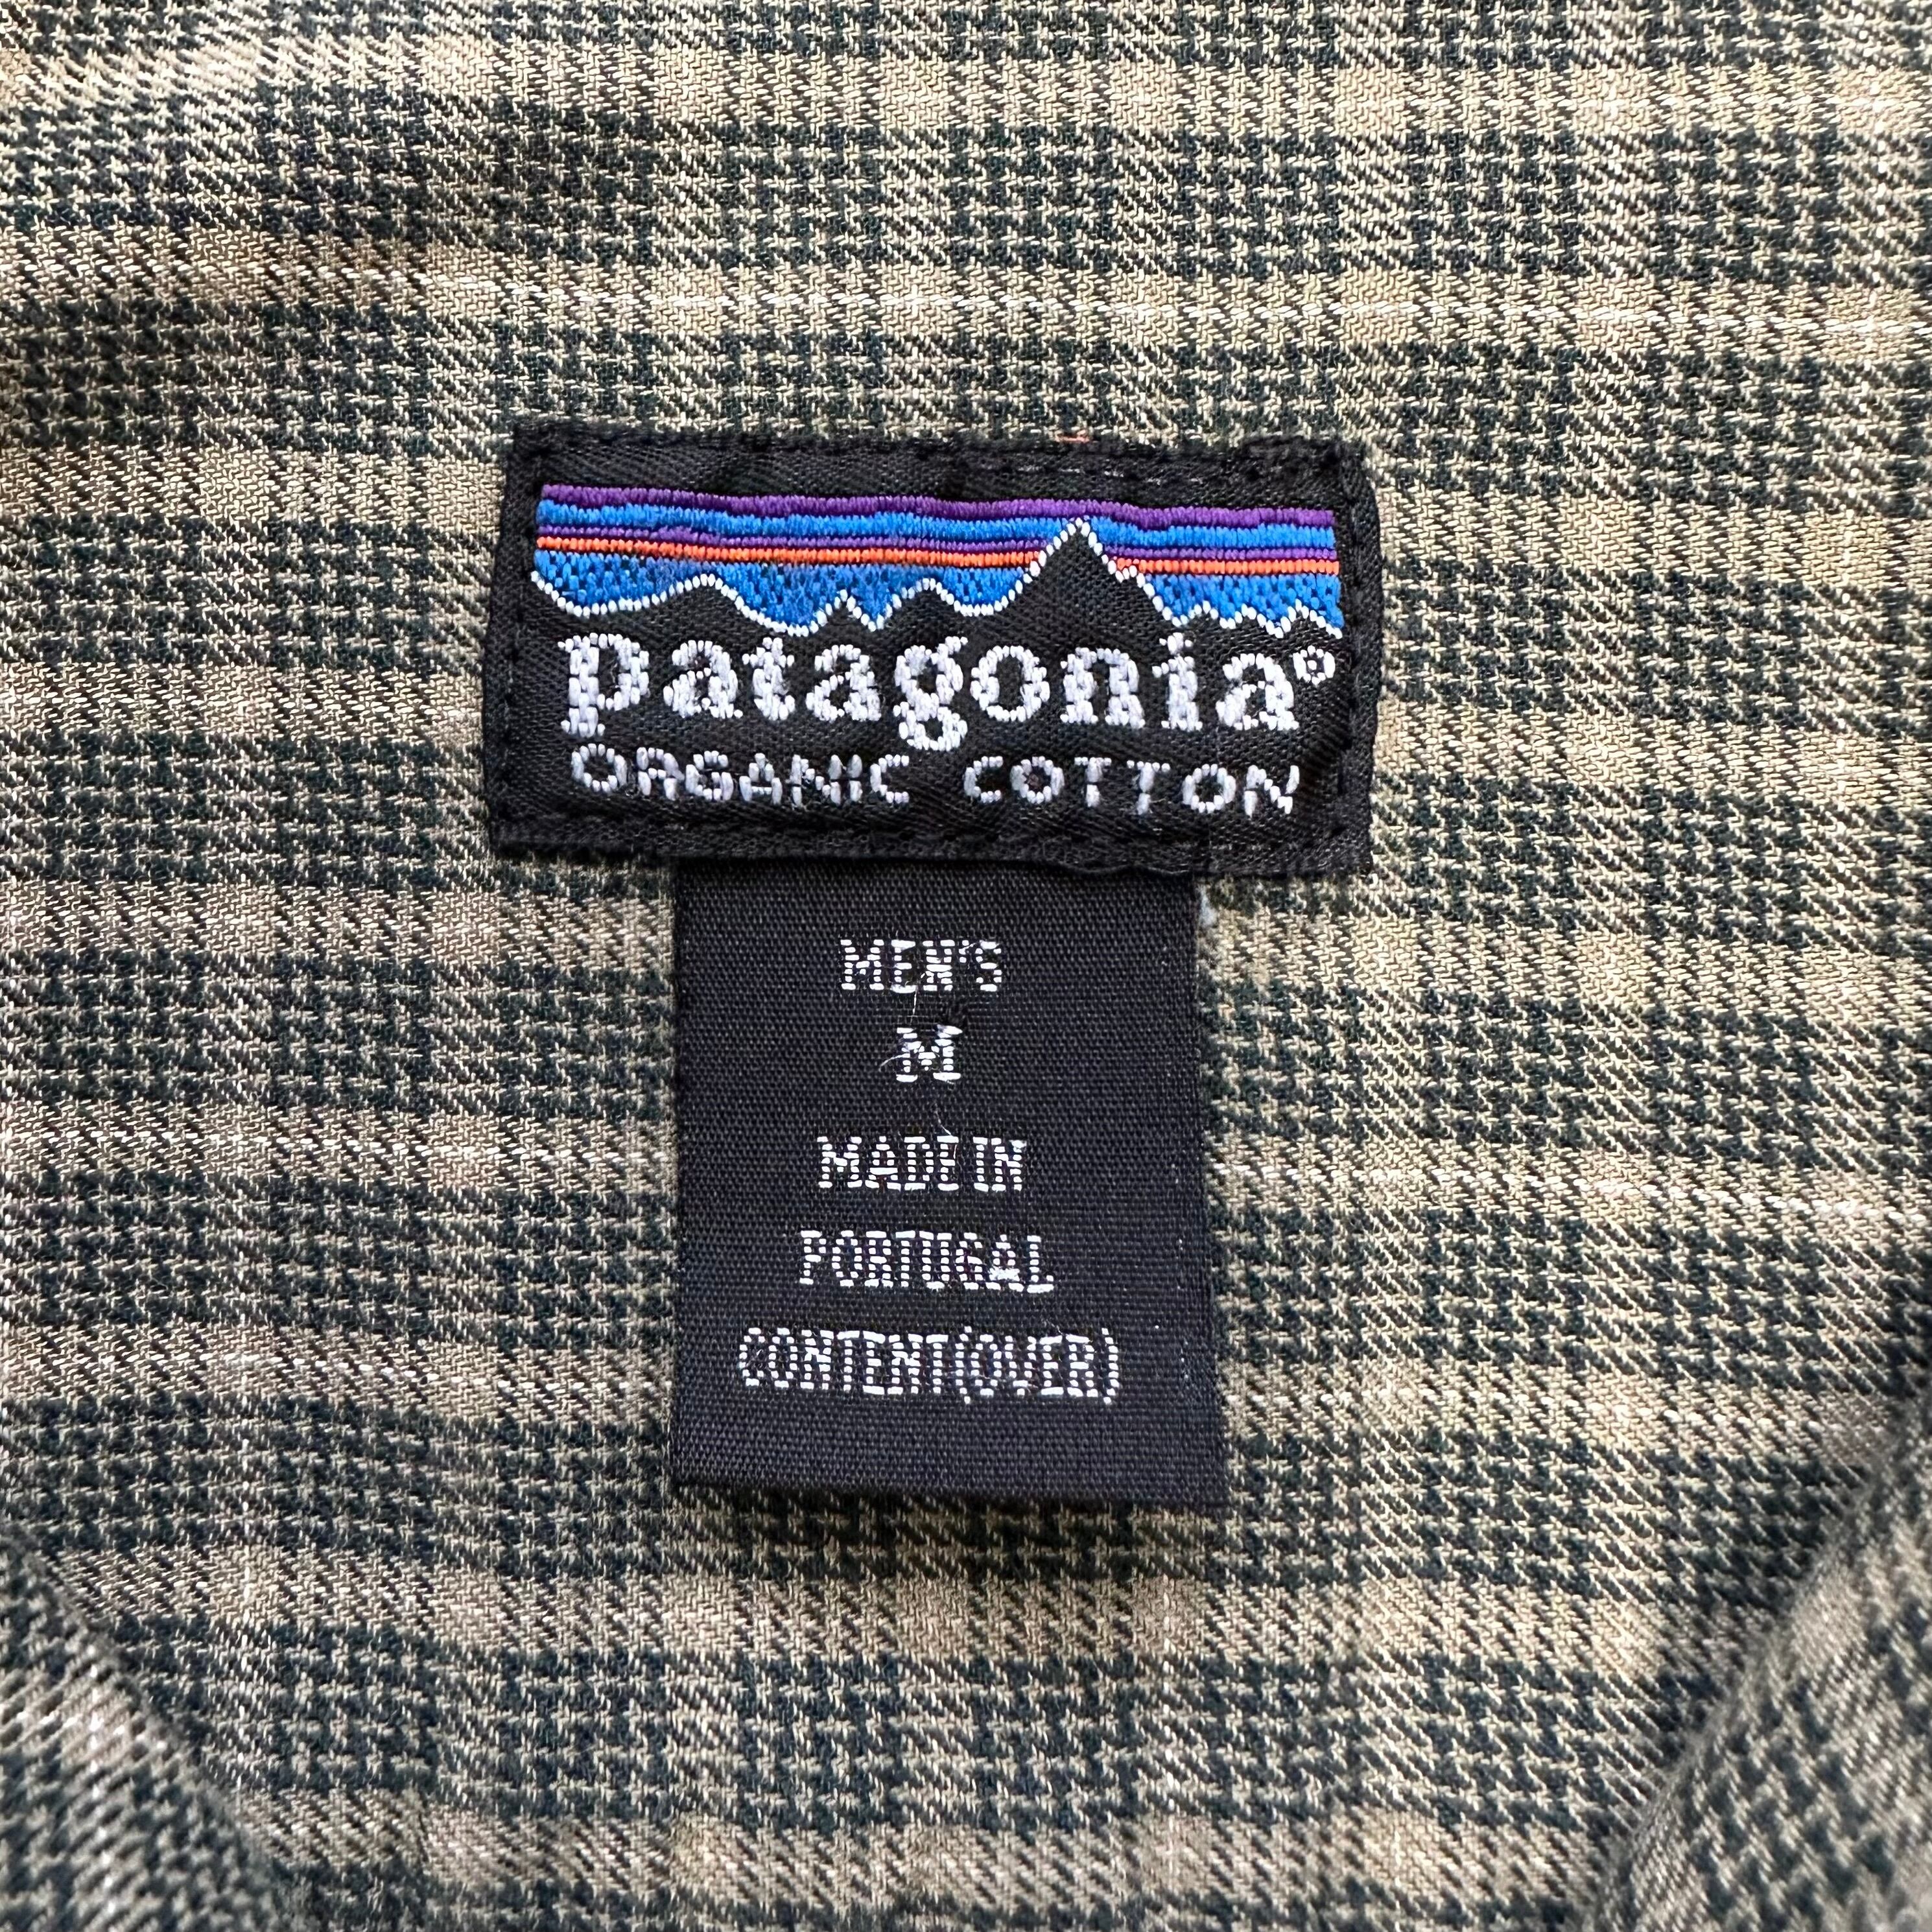 patagonia®
ORGANIC COTTON
MEN'S
M
MADE IN
PORTUGAL
CONTENT(OVER)